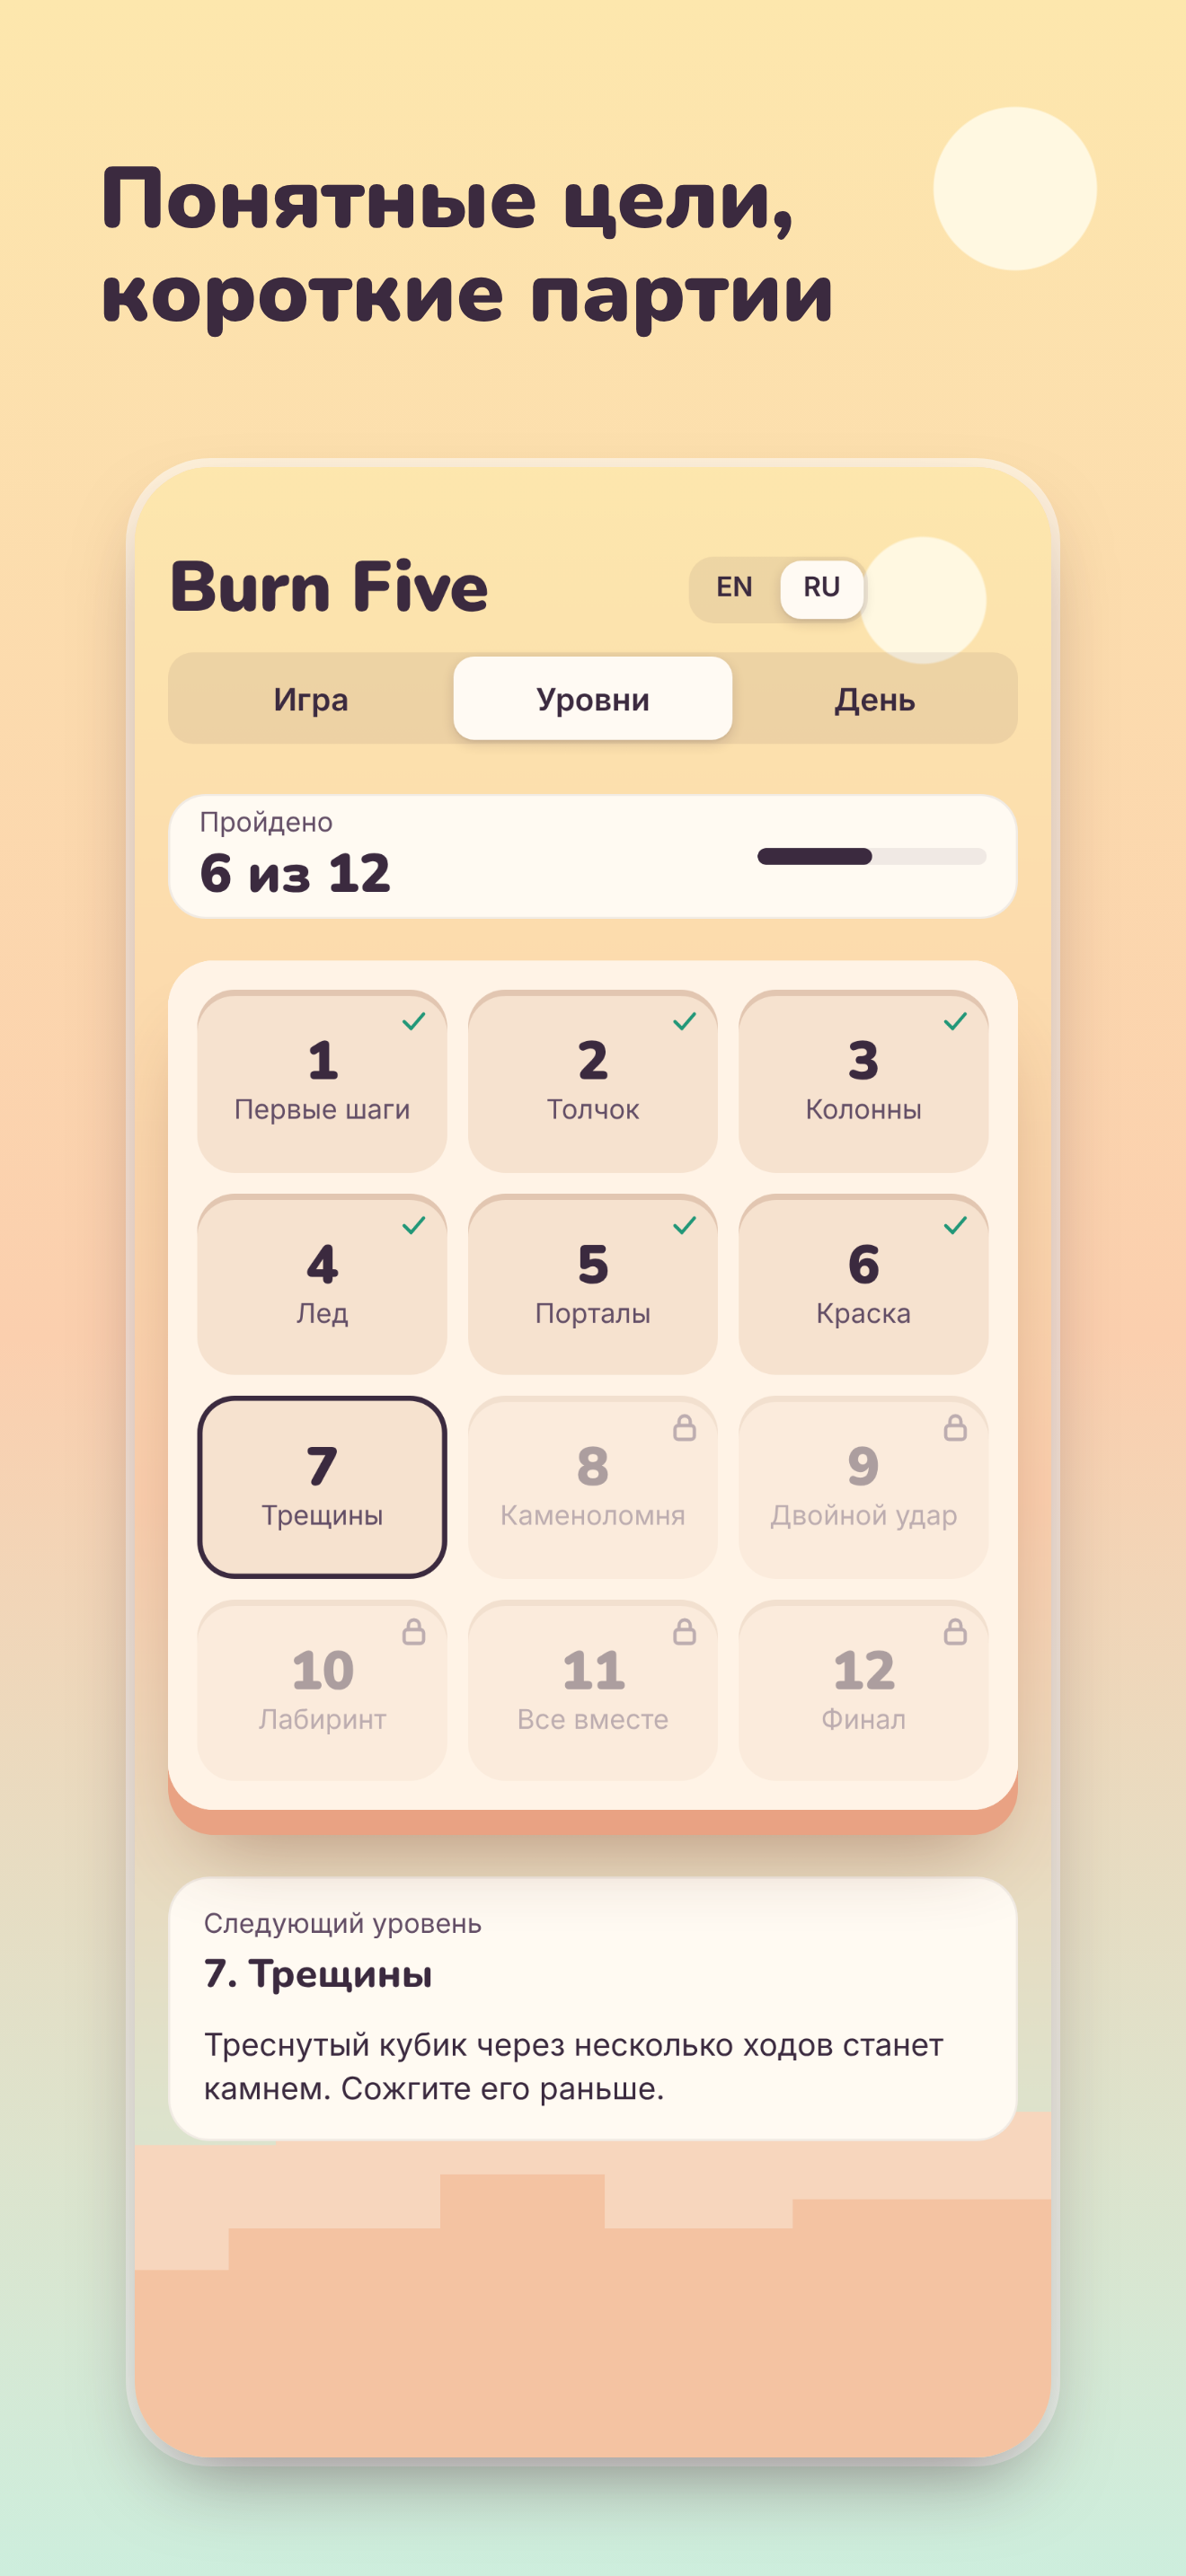 Понятные цели,
короткие партии
Burn Five
EN RU
Игра Уровни День
Пройдено
6 из 12
1 2 3
Первые шаги Толчок Колонны
4 5 6
Лед Порталы Краска
7 8 9
Трещины Каменоломня Двойной удар
10 11 12
Лабиринт Все вместе Финал
Следующий уровень
7. Трещины
Треснутый кубик через несколько ходов станет
камнем. Сожгите его раньше.